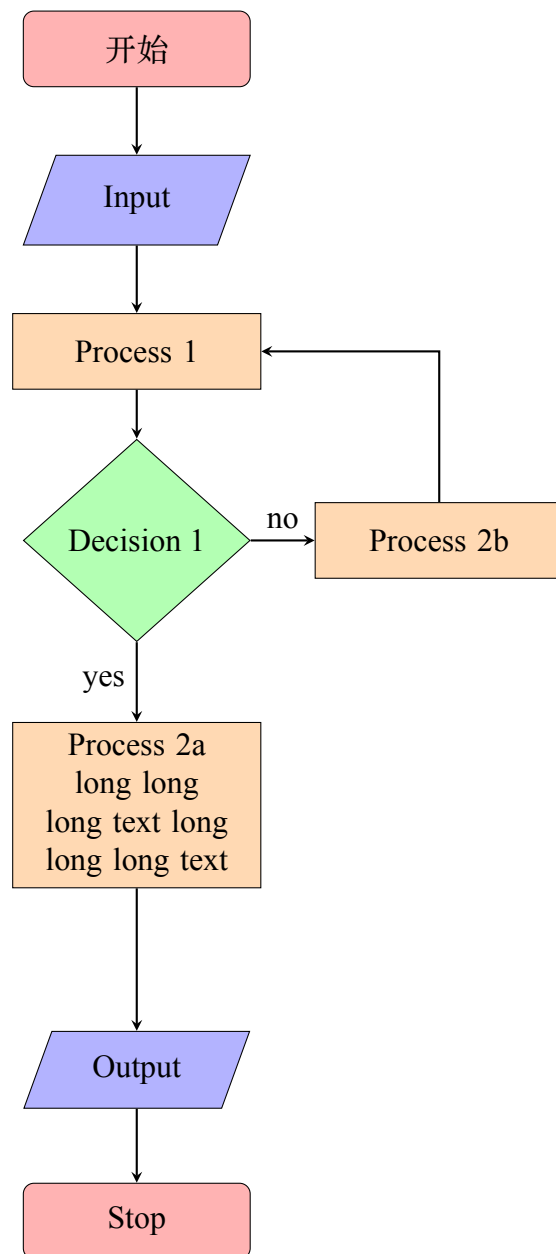 开始
Input
Process 1
Decision 1
no
Process 2b
yes
Process 2a
long long
long text long
long long text
Output
Stop